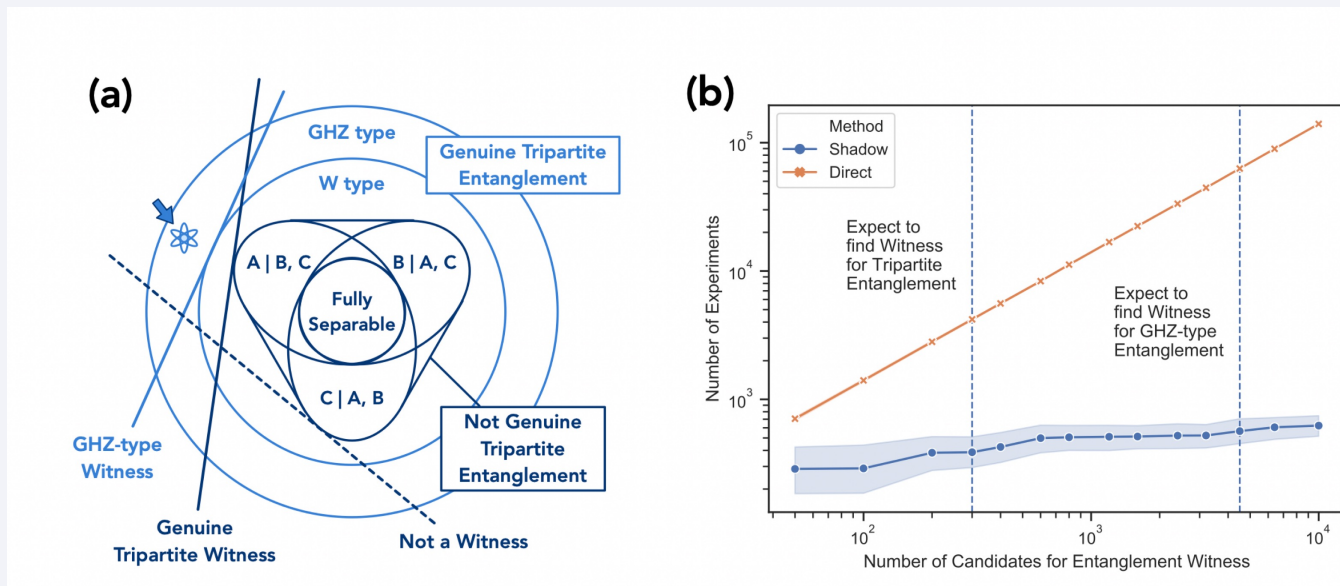 (a)
GHZ type
W type
Genuine Tripartite
Entanglement
A | B, C
B | A, C
Fully
Separable
C | A, B
GHZ-type
Witness
Not Genuine
Tripartite
Entanglement
Genuine
Tripartite Witness
Not a Witness
(b)
Method
Shadow
Direct
Expect to
find Witness
for Tripartite
Entanglement
Expect to
find Witness
for GHZ-type
Entanglement
Number of Experiments
10^5
10^4
10^3
10^2
10^3
10^4
Number of Candidates for Entanglement Witness